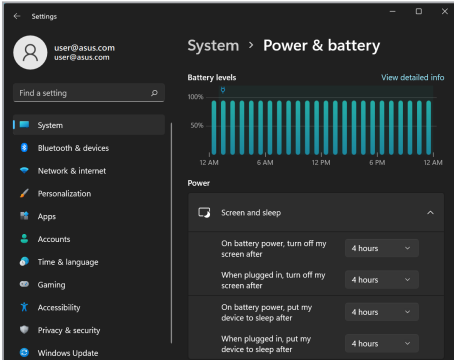 Settings
user@asus.com
user@asus.com
Find a setting
System
Bluetooth & devices
Network & internet
Personalization
Apps
Accounts
Time & language
Gaming
Accessibility
Privacy & security
Windows Update
System > Power & battery
Battery levels View detailed info
100%
50%
12 AM 6 AM 12 PM 6 PM 12 AM
Power
Screen and sleep
On battery power, turn off my
screen after
4 hours
When plugged in, turn off my
screen after
4 hours
On battery power, put my
device to sleep after
4 hours
When plugged in, put my
device to sleep after
4 hours